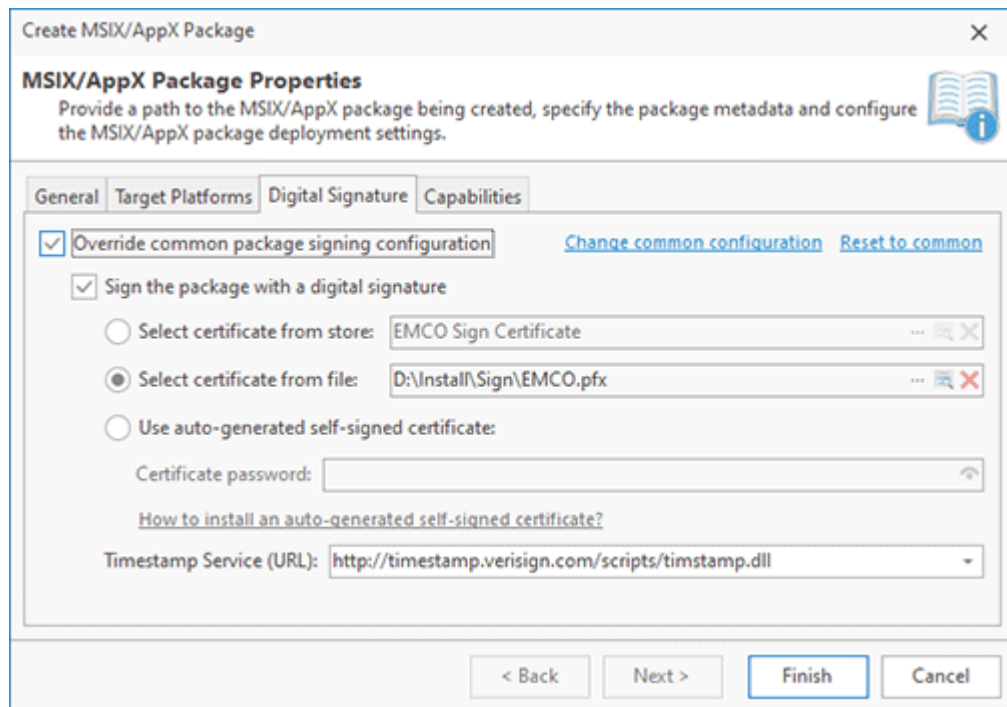 Create MSIX/AppX Package
MSIX/AppX Package Properties
Provide a path to the MSIX/AppX package being created, specify the package metadata and configure
the MSIX/AppX package deployment settings.
General Target Platforms Digital Signature Capabilities
Override common package signing configuration Change common configuration Reset to common
Sign the package with a digital signature
Select certificate from store: EMCO Sign Certificate ...
Select certificate from file: D:\Install\Sign\EMCO.pfx ...
Use auto-generated self-signed certificate:
Certificate password:
How to install an auto-generated self-signed certificate?
Timestamp Service (URL): http://timestamp.verisign.com/scripts/timstamp.dll
< Back Next > Finish Cancel